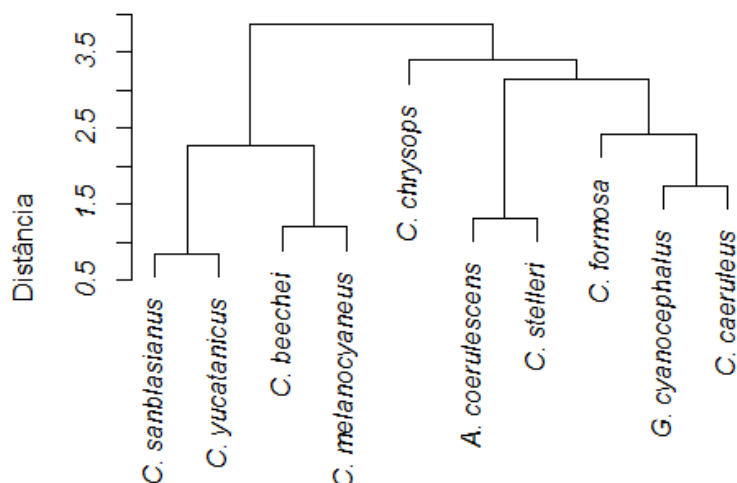 Distância
3.5
2.5
1.5
0.5
C. sanblasianus
C. yucatanicus
C. beechei
C. melanocyaneus
C. chrysops
A. coerulescens
C. stelleri
C. formosa
G. cyanocephalus
C. caeruleus